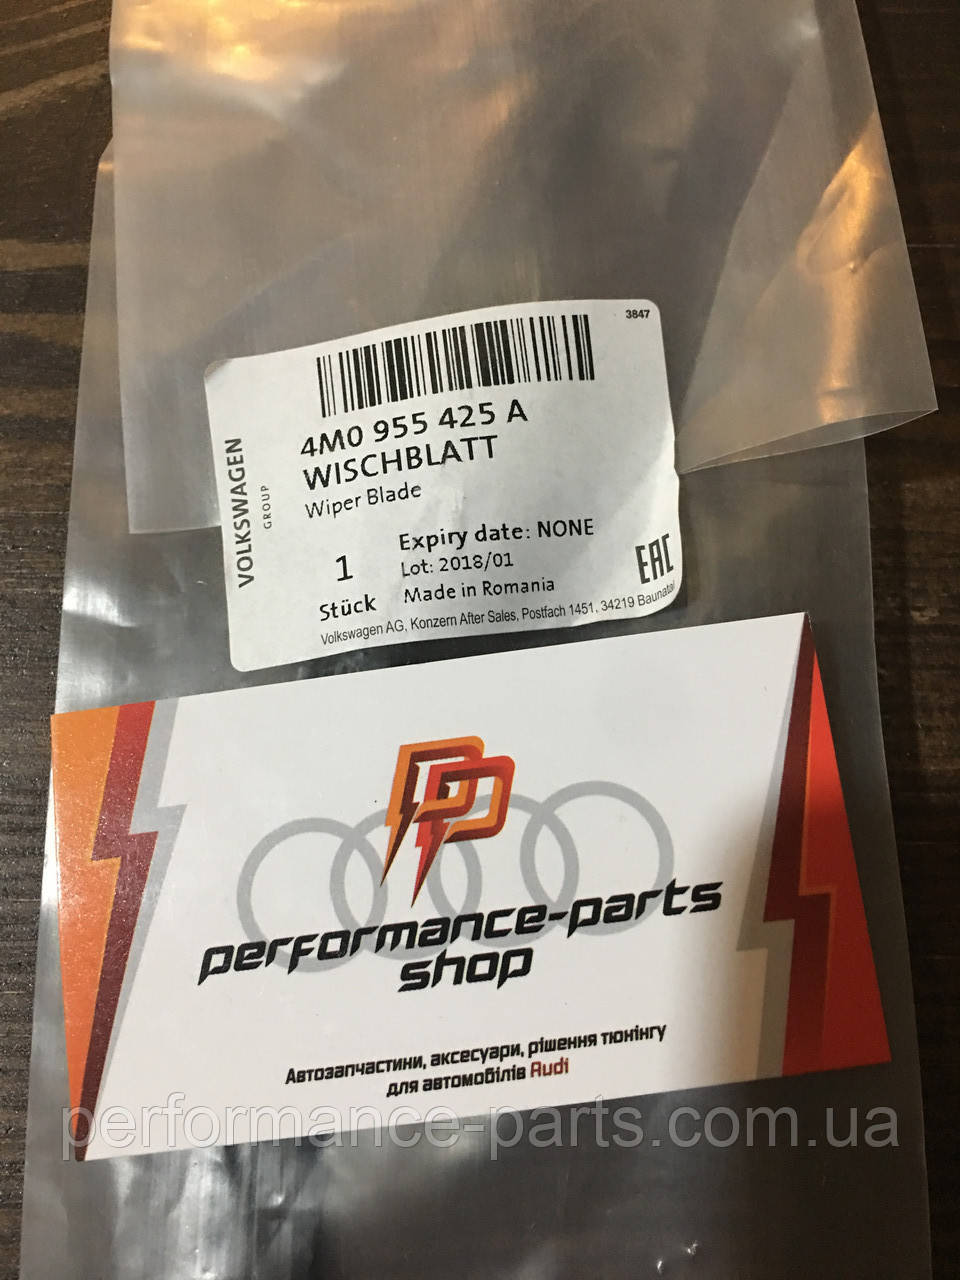 3847
4M0 955 425 A
WISCHBLATT
Wiper Blade
VOLKSWAGEN
GROUP
1
Stück
Expiry date: NONE
Lot: 2018/01
Made in Romania
EAC
Volkswagen AG, Konzern After Sales, Postfach 1451, 34219 Baunatal
PP
performance-parts
shop
Автозапчастини, аксесуари, рішення тюнінгу
для автомобілів Audi
performance-parts.com.ua